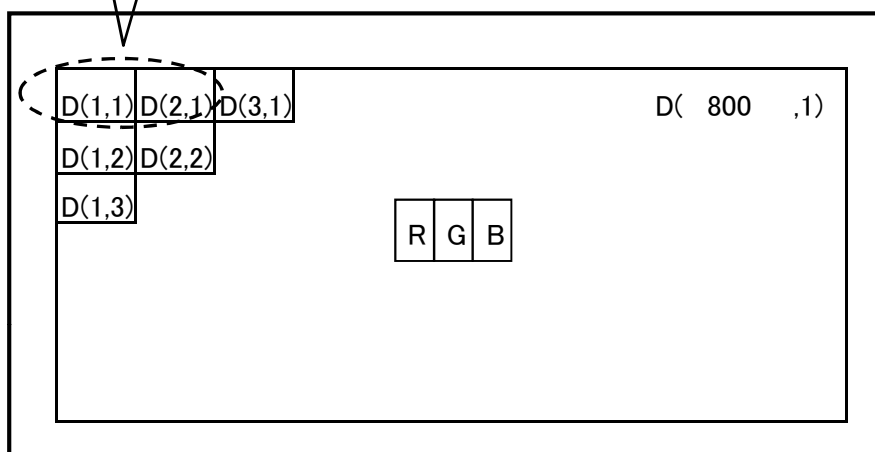 D(1,1) D(2,1) D(3,1) D( 800 ,1)
D(1,2) D(2,2)
D(1,3)
R G B